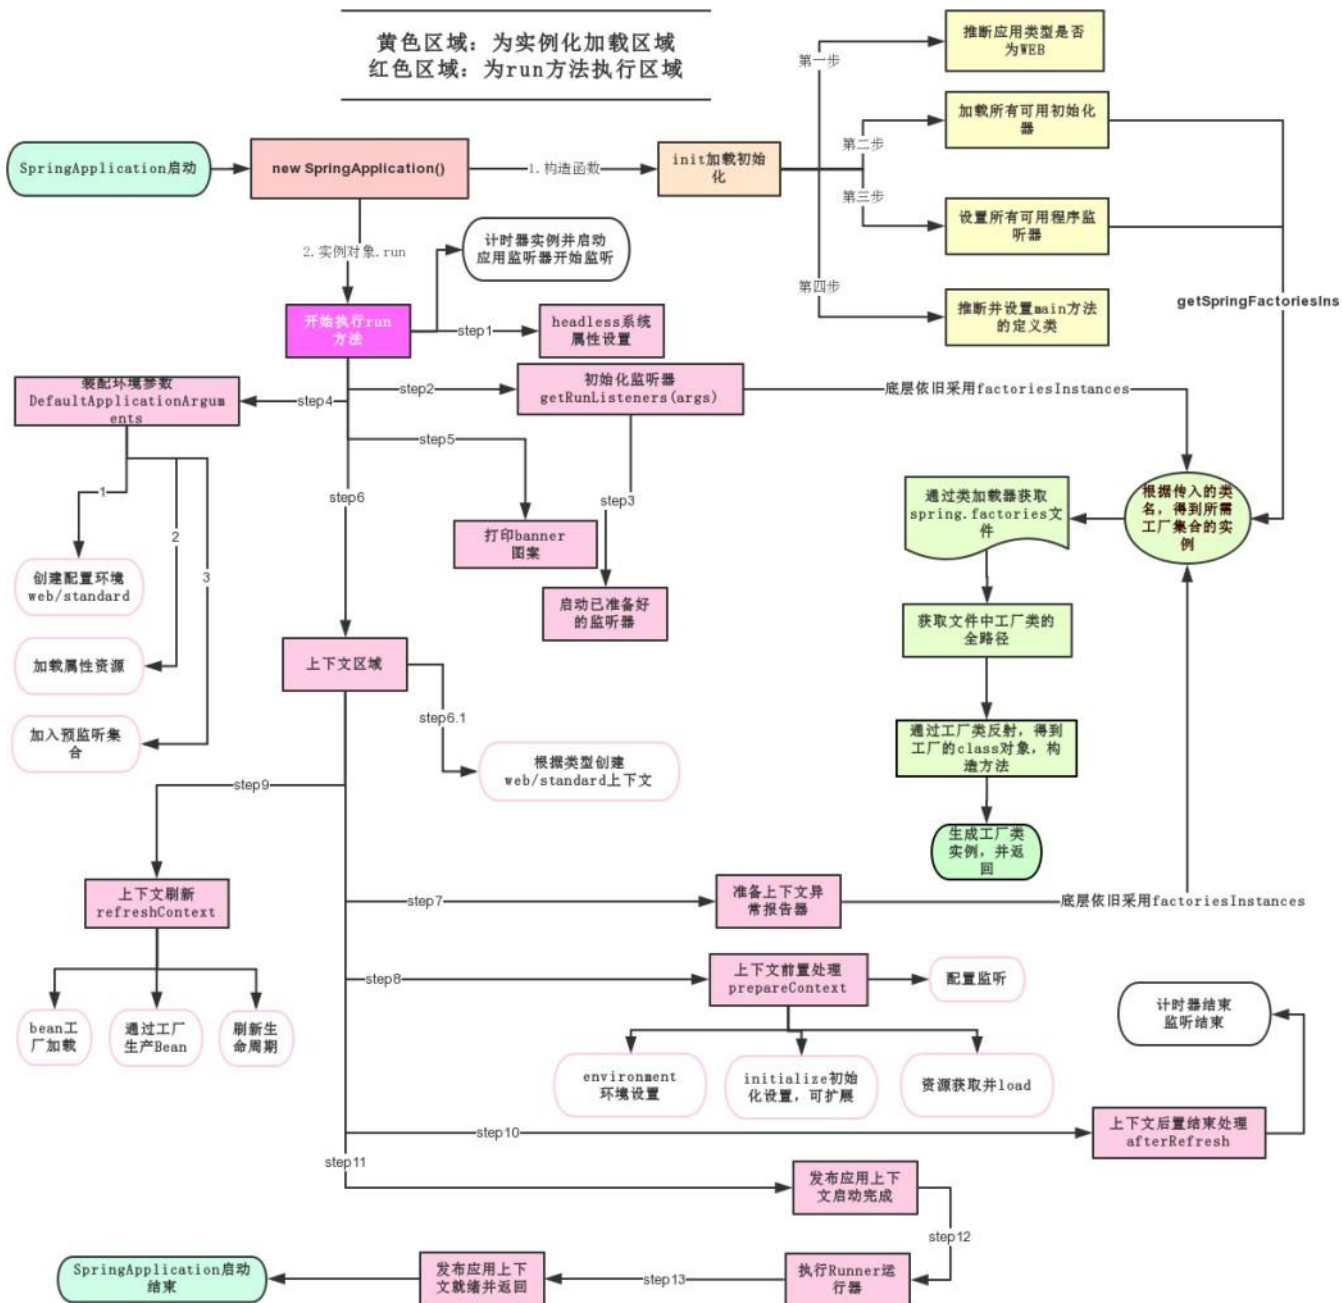 黄色区域：为实例化加载区域
红色区域：为run方法执行区域
推断应用类型是否
为WEB
第一步
加载所有可用初始化
器
第二步
SpringApplication启动
new SpringApplication()
1.构造函数
init加载初始
化
第三步
设置所有可用程序监
听器
计时器实例并启动
应用监听器开始监听
2.实例对象.run
第四步
推断并设置main方法
的定义类
getSpringFactoriesIns
开始执行run
方法
step1
headless系统
属性设置
装配环境参数
DefaultApplicationArgum
ents
step4
step2
初始化监听器
getRunListeners(args)
底层依旧采用factoriesInstances
step5
1
2
3
step6
step3
通过类加载器获取
spring.factories文
件
根据传入的类
名，得到所需
工厂集合的实
例
打印banner
图案
创建配置环境
web/standard
启动已准备好
的监听器
获取文件中工厂类的
全路径
加载属性资源
上下文区域
step6.1
加入预监听集
合
通过工厂类反射，得到
工厂的class对象，构
造方法
根据类型创建
web/standard上下文
step9
生成工厂类
实例，并返
回
上下文刷新
refreshContext
step7
准备上下文异
常报告器
底层依旧采用factoriesInstances
step8
上下文前置处理
prepareContext
配置监听
计时器结束
监听结束
bean工
厂加载
通过工厂
生产Bean
刷新生
命周期
environment
环境设置
initialize初始
化设置，可扩展
资源获取并load
step10
上下文后置结束处理
afterRefresh
step11
发布应用上下
文启动完成
step12
SpringApplication启动
结束
发布应用上下
文就绪并返回
step13
执行Runner运
行器